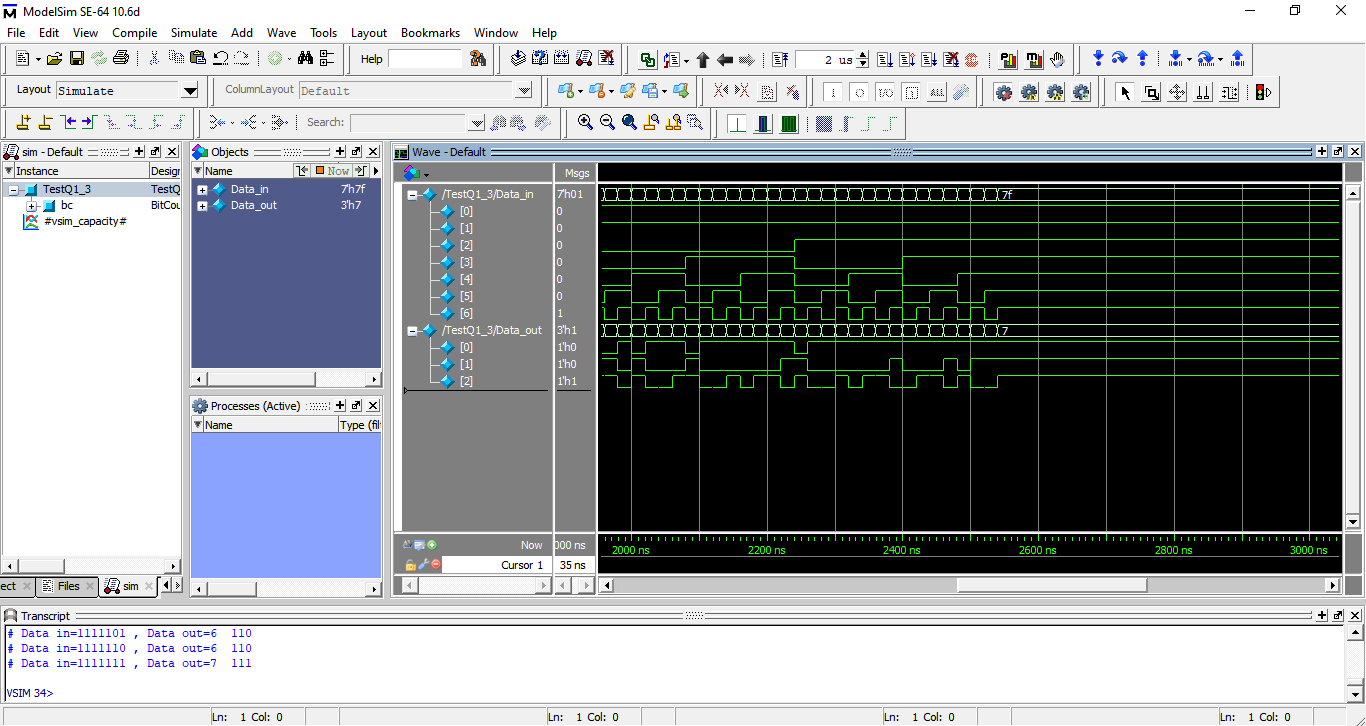 ModelSim SE-64 10.6d
File Edit View Compile Simulate Add Wave Tools Layout Bookmarks Window Help
Help
2 us
Layout Simulate
ColumnLayout Default
ALL
Search:
sim - Default
Instance
Design
TestQ1_3
TestQ
bc
BitCou
#vsim_capacity#
ect
Files
sim
Objects
Name
Now
Data_in
7'h7f
Data_out
3'h7
Processes (Active)
Name
Type (filt
Wave - Default
Msgs
/TestQ1_3/Data_in
7'h01
7f
[0]
0
[1]
0
[2]
0
[3]
0
[4]
0
[5]
0
[6]
1
/TestQ1_3/Data_out
3'h1
7
[0]
1'h0
[1]
1'h0
[2]
1'h1
Now
000 ns
2000 ns 2200 ns 2400 ns 2600 ns 2800 ns 3000 ns
Cursor 1
35 ns
Transcript
# Data in=1111101 , Data out=6 110
# Data in=1111110 , Data out=6 110
# Data in=1111111 , Data out=7 111
VSIM 34>
Ln: 1 Col: 0
Ln: 1 Col: 0
Ln: 1 Col: 0
Ln: 1 Col: 0